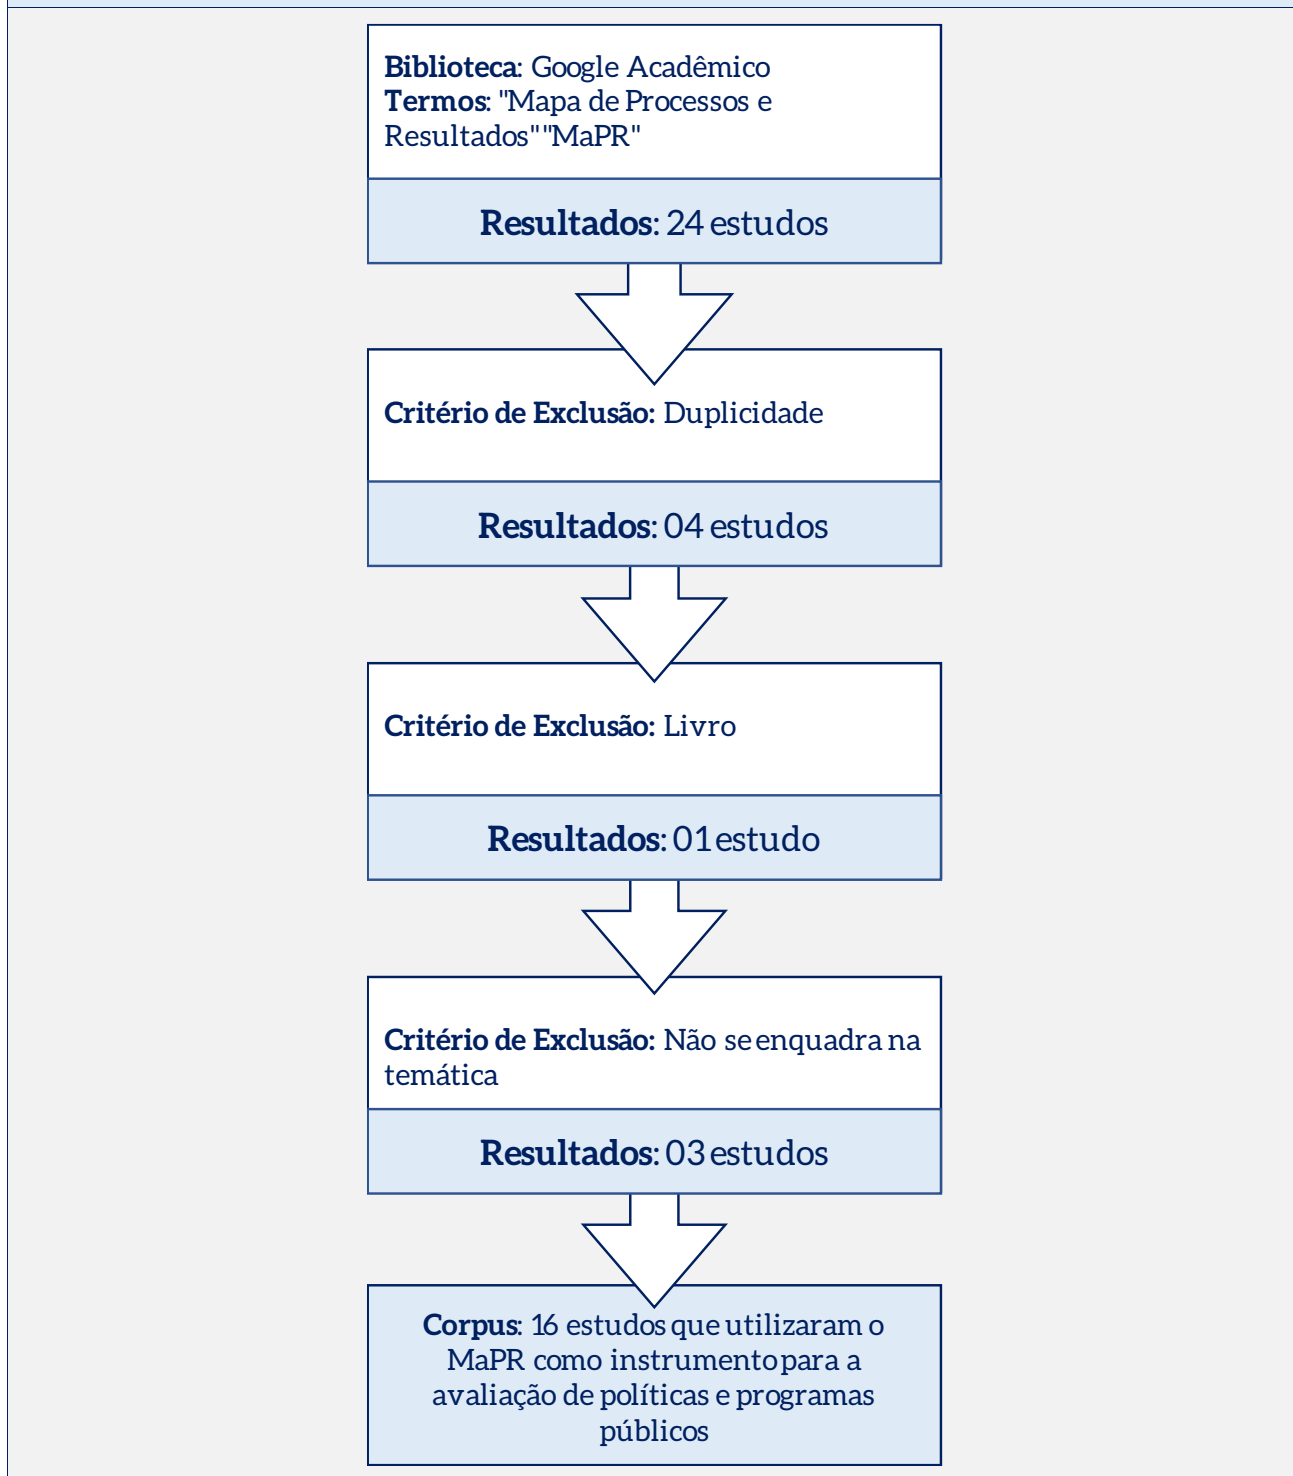 Biblioteca: Google Acadêmico
Termos: "Mapa de Processos e
Resultados" "MaPR"
Resultados: 24 estudos
Critério de Exclusão: Duplicidade
Resultados: 04 estudos
Critério de Exclusão: Livro
Resultados: 01 estudo
Critério de Exclusão: Não se enquadra na
temática
Resultados: 03 estudos
Corpus: 16 estudos que utilizaram o
MaPR como instrumento para a
avaliação de políticas e programas
públicos